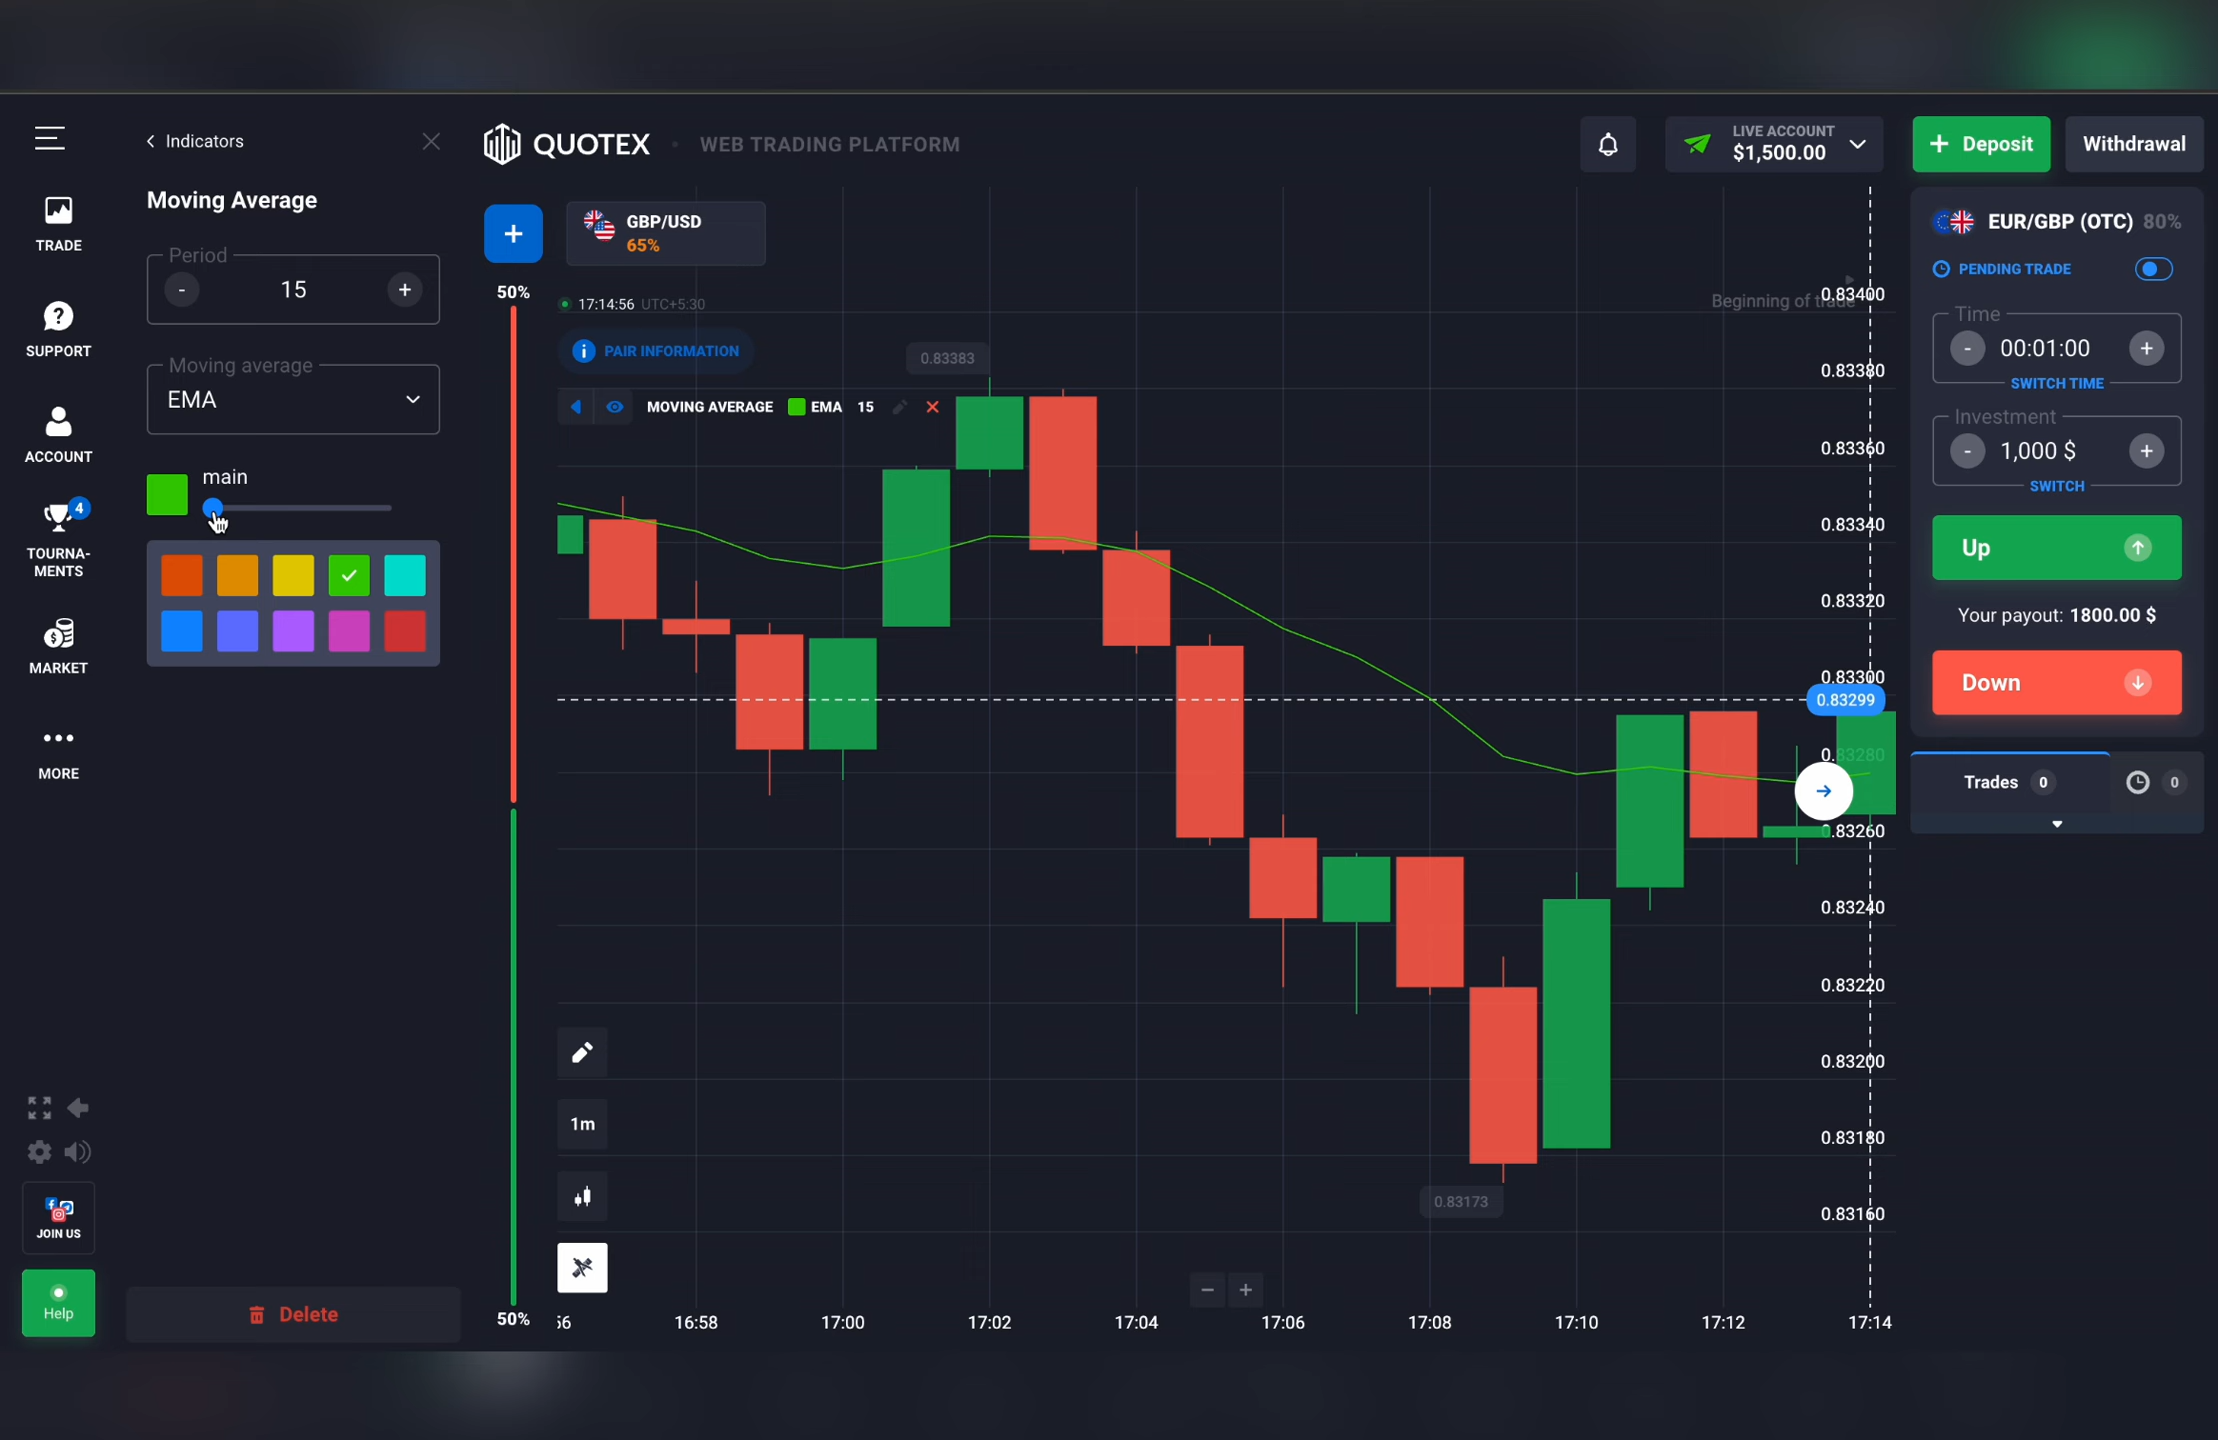 Indicators
QUOTEX
WEB TRADING PLATFORM
LIVE ACCOUNT
$1,500.00
+ Deposit
Withdrawal
TRADE
SUPPORT
ACCOUNT
4
TOURNA-
MENTS
MARKET
MORE
JOIN US
Help
Moving Average
Period
- 15 +
Moving average
EMA
main
Delete
+
GBP/USD
65%
50%
50%
17:14:56 UTC+5:30
PAIR INFORMATION
MOVING AVERAGE EMA 15
Beginning of trade
0.83383
0.83173
1m
- +
0.83400
0.83380
0.83360
0.83340
0.83320
0.83300
0.83299
0.83280
0.83260
0.83240
0.83220
0.83200
0.83180
0.83160
56 16:58 17:00 17:02 17:04 17:06 17:08 17:10 17:12 17:14
EUR/GBP (OTC) 80%
PENDING TRADE
Time
- 00:01:00 +
SWITCH TIME
Investment
- 1,000 $ +
SWITCH
Up
Your payout: 1800.00 $
Down
Trades 0
0